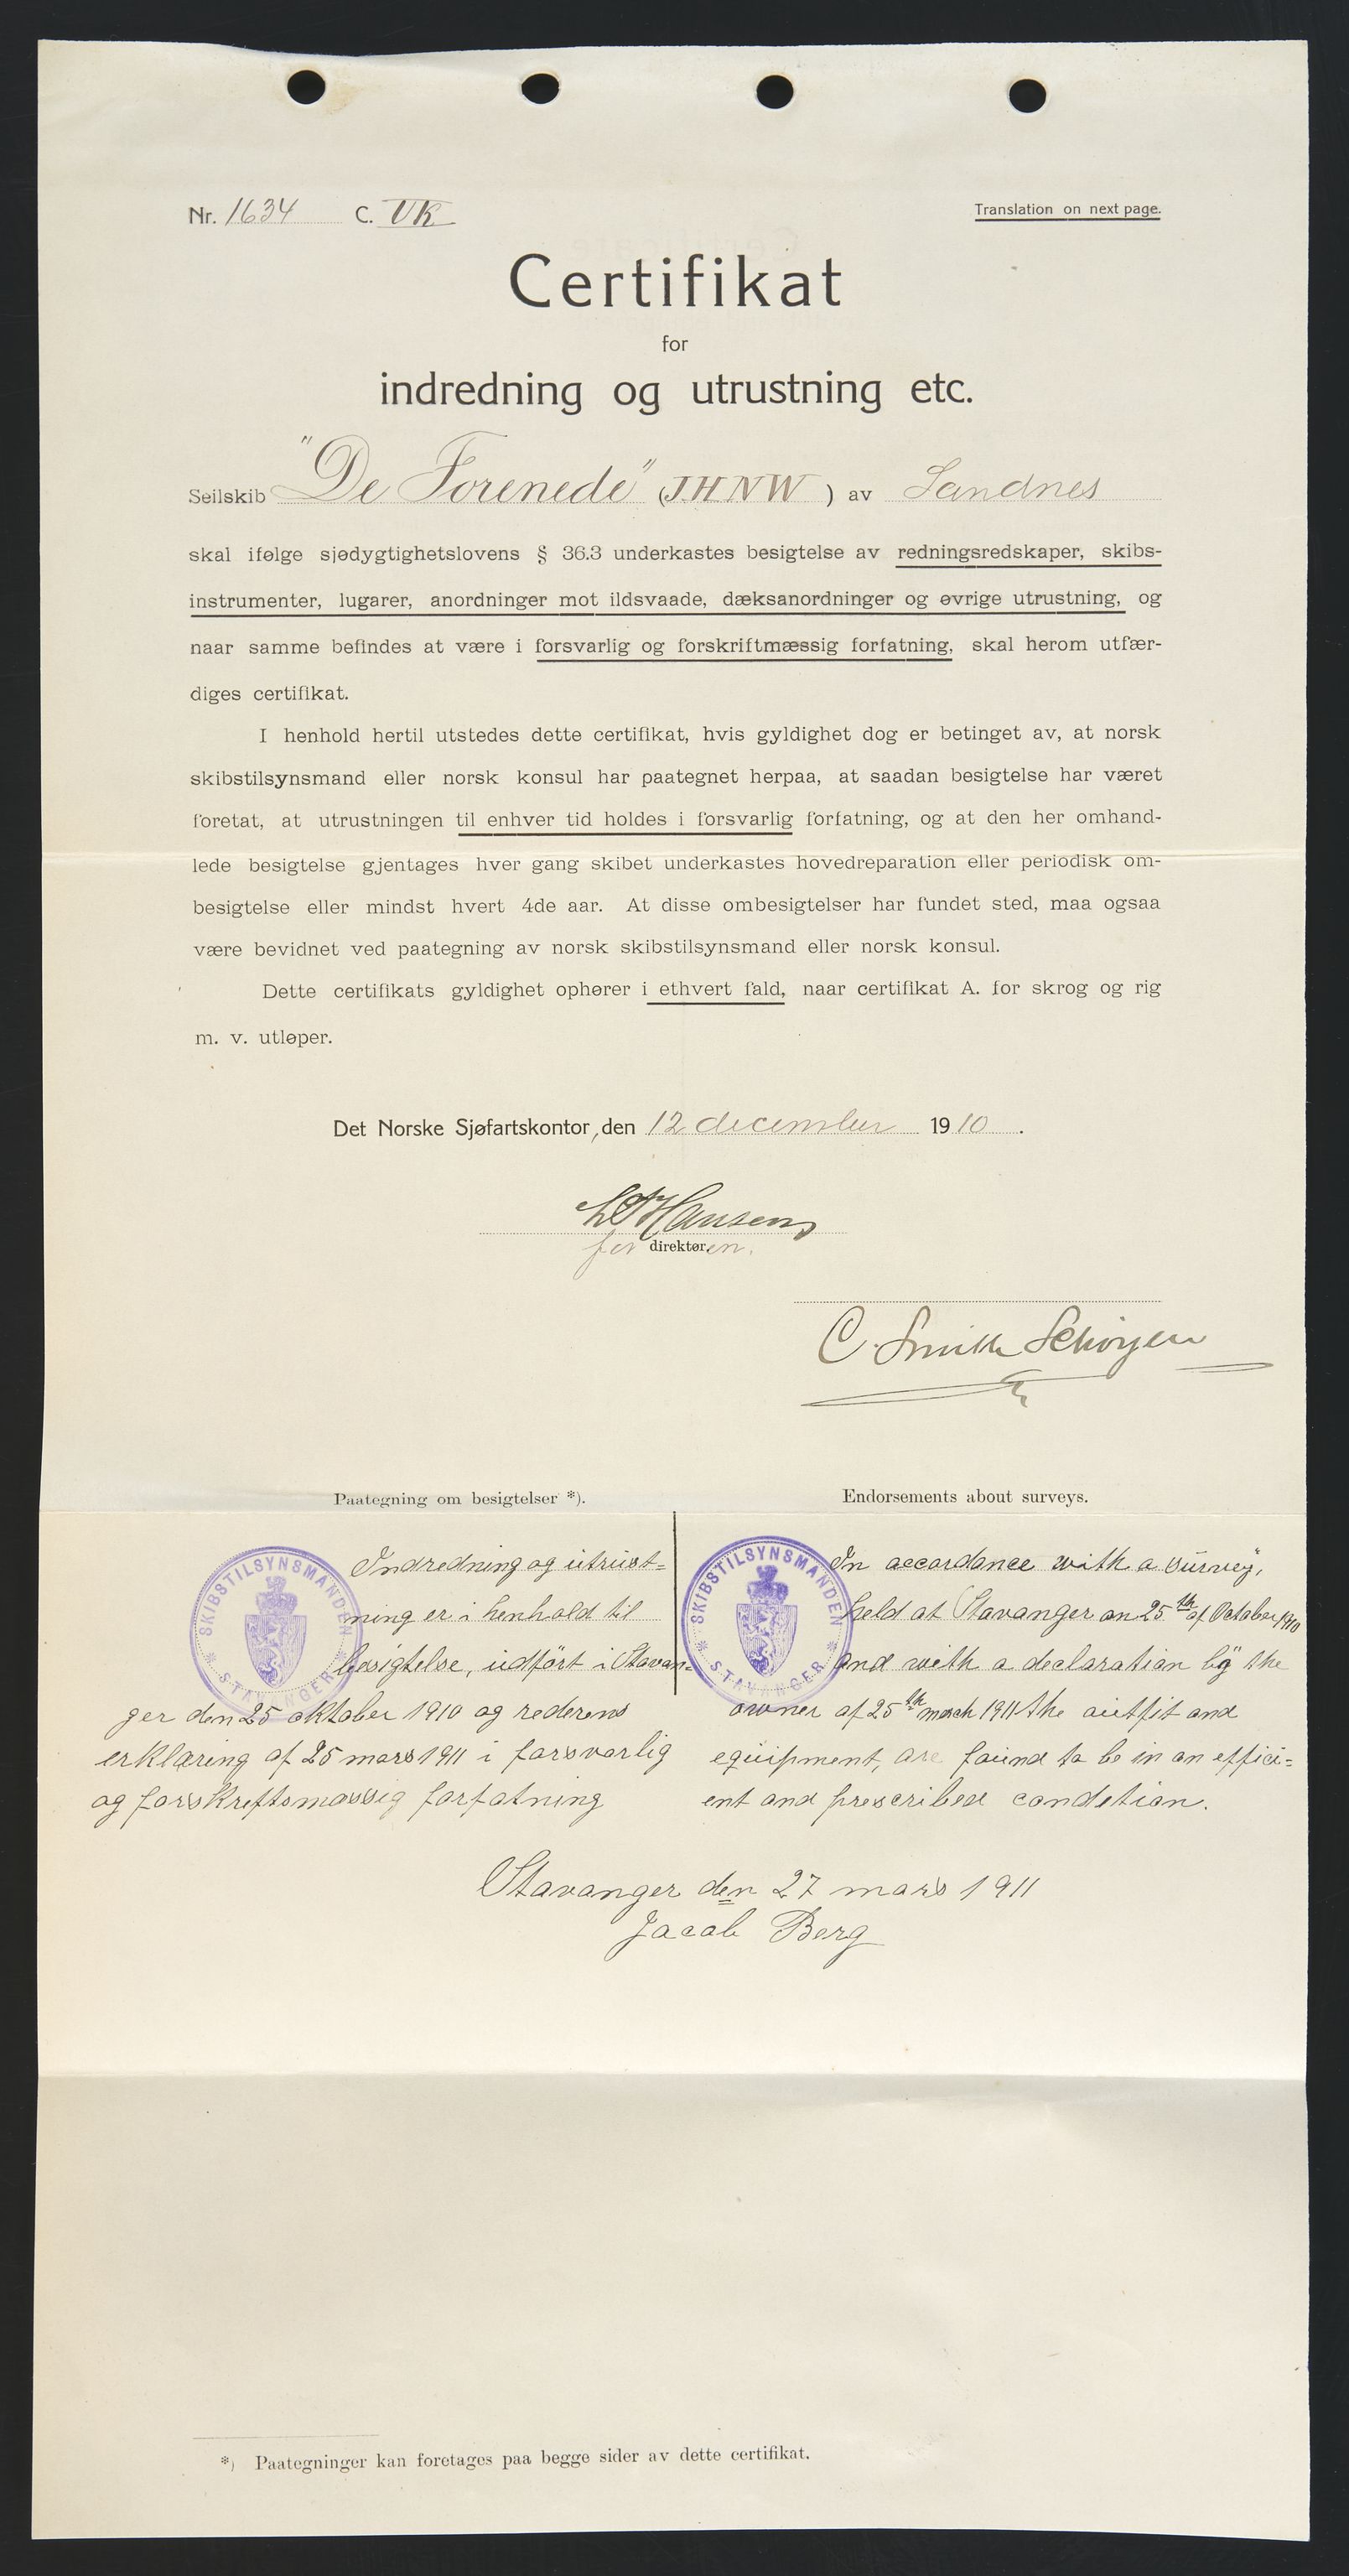 Nr. 1634 C. VK
Translation on next page.
Certifikat
for
indredning og utrustning etc.
Seilskib "De Forenede" (JHNW) av Sandnes
skal ifølge sjødygtighetslovens § 36.3 underkastes besigtelse av redningsredskaper, skibs-
instrumenter, lugarer, anordninger mot ildsvaade, dæksanordninger og øvrige utrustning, og
naar samme befindes at være i forsvarlig og forskriftmæssig forfatning, skal herom utfær-
diges certifikat.
I henhold hertil utstedes dette certifikat, hvis gyldighet dog er betinget av, at norsk
skibstilsynsmand eller norsk konsul har paategnet herpaa, at saadan besigtelse har været
foretat, at utrustningen til enhver tid holdes i forsvarlig forfatning, og at den her omhand-
lede besigtelse gjentages hver gang skibet underkastes hovedreparation eller periodisk om-
besigtelse eller mindst hvert 4de aar. At disse ombesigtelser har fundet sted, maa ogsaa
være bevidnet ved paategning av norsk skibstilsynsmand eller norsk konsul.
Dette certifikats gyldighet ophører i ethvert fald, naar certifikat A. for skrog og rig
m. v. utløper.
Det Norske Sjøfartskontor, den 12 december 1910.
Hansen
for direktøren.
C. Smith Schøyen
Paategning om besigtelser *).
SKIBSTILSYNSMANDEN
* STAVANGER *
Indredning og utrust=
ning er i henhold til
besigtelse, udført i Stavan=
ger den 25 oktober 1910 og rederens
erklæring af 25 mars 1911 i forsvarlig
og forskreftsmæssig forfatning
Endorsements about surveys.
SKIBSTILSYNSMANDEN
* STAVANGER *
In accordance with a survey,
held at Stavanger on 25th of October 1910
and with a declaration by the
owner of 25th march 1911 the outfit and
equipment, are found to be in an effici=
ent and prescribed condetion.
Stavanger den 27 mars 1911
Jacob Berg
*) Paategninger kan foretages paa begge sider av dette certifikat.